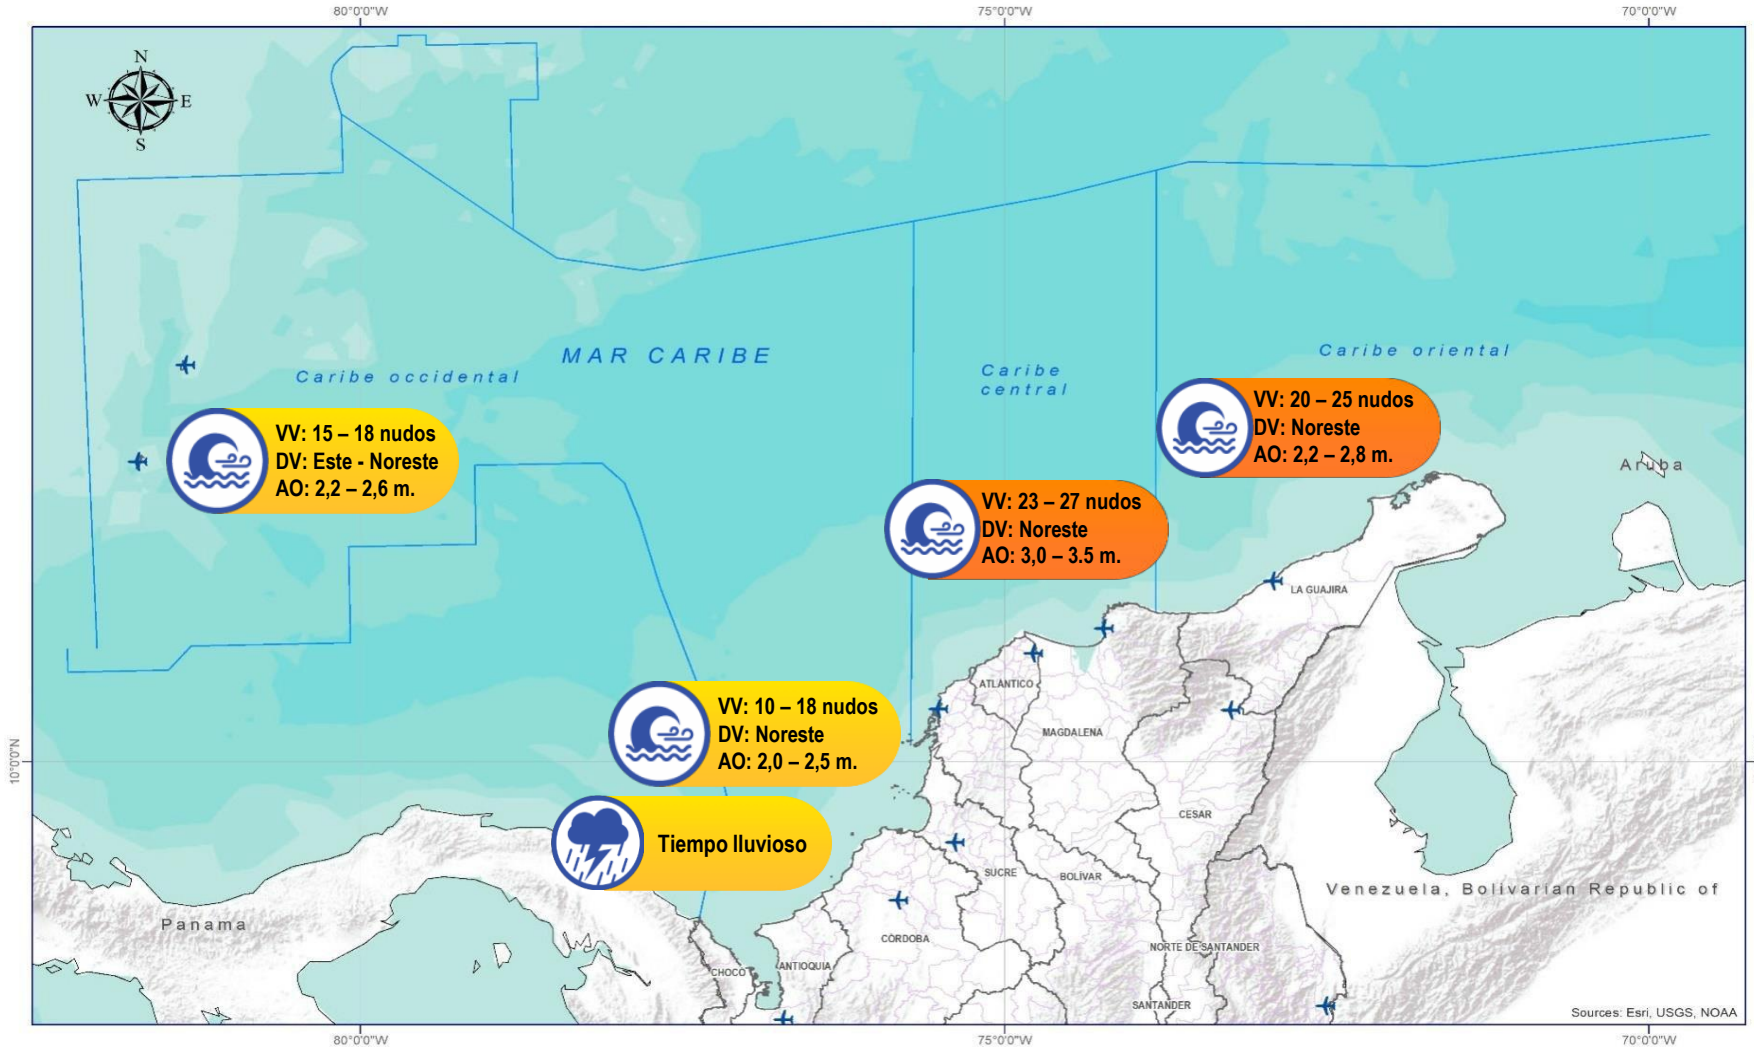 80°0'0"W
75°0'0"W
70°0'0"W
N
W
E
S
MAR CARIBE
Caribe occidental
Caribe
central
Caribe oriental
VV: 20 – 25 nudos
DV: Noreste
AO: 2,2 – 2,8 m.
VV: 15 – 18 nudos
DV: Este - Noreste
AO: 2,2 – 2,6 m.
Aruba
VV: 23 – 27 nudos
DV: Noreste
AO: 3,0 – 3.5 m.
LA GUAJIRA
ATLÁNTICO
VV: 10 – 18 nudos
DV: Noreste
AO: 2,0 – 2,5 m.
MAGDALENA
10°0'0"N
CESAR
Tiempo lluvioso
SUCRE
BOLÍVAR
Venezuela, Bolivarian Republic of
Panama
CÓRDOBA
NORTE DE SANTANDER
CHOCÓ
ANTIOQUIA
SANTANDER
Sources: Esri, USGS, NOAA
80°0'0"W
75°0'0"W
70°0'0"W